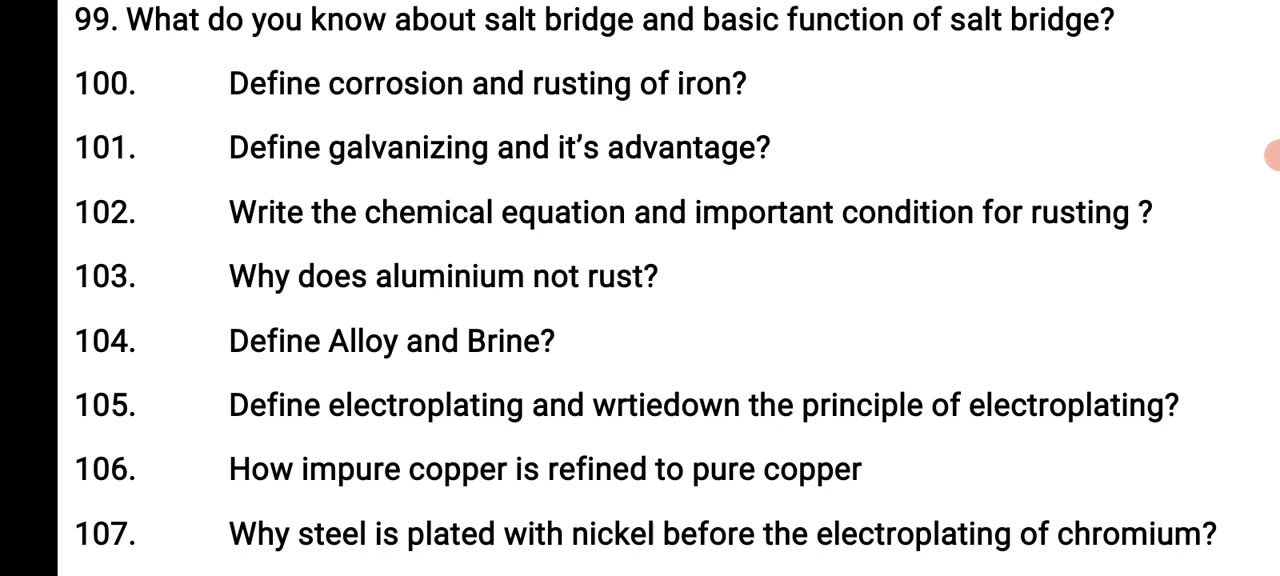 99. What do you know about salt bridge and basic function of salt bridge?
100. Define corrosion and rusting of iron?
101. Define galvanizing and it’s advantage?
102. Write the chemical equation and important condition for rusting ?
103. Why does aluminium not rust?
104. Define Alloy and Brine?
105. Define electroplating and wrtiedown the principle of electroplating?
106. How impure copper is refined to pure copper
107. Why steel is plated with nickel before the electroplating of chromium?